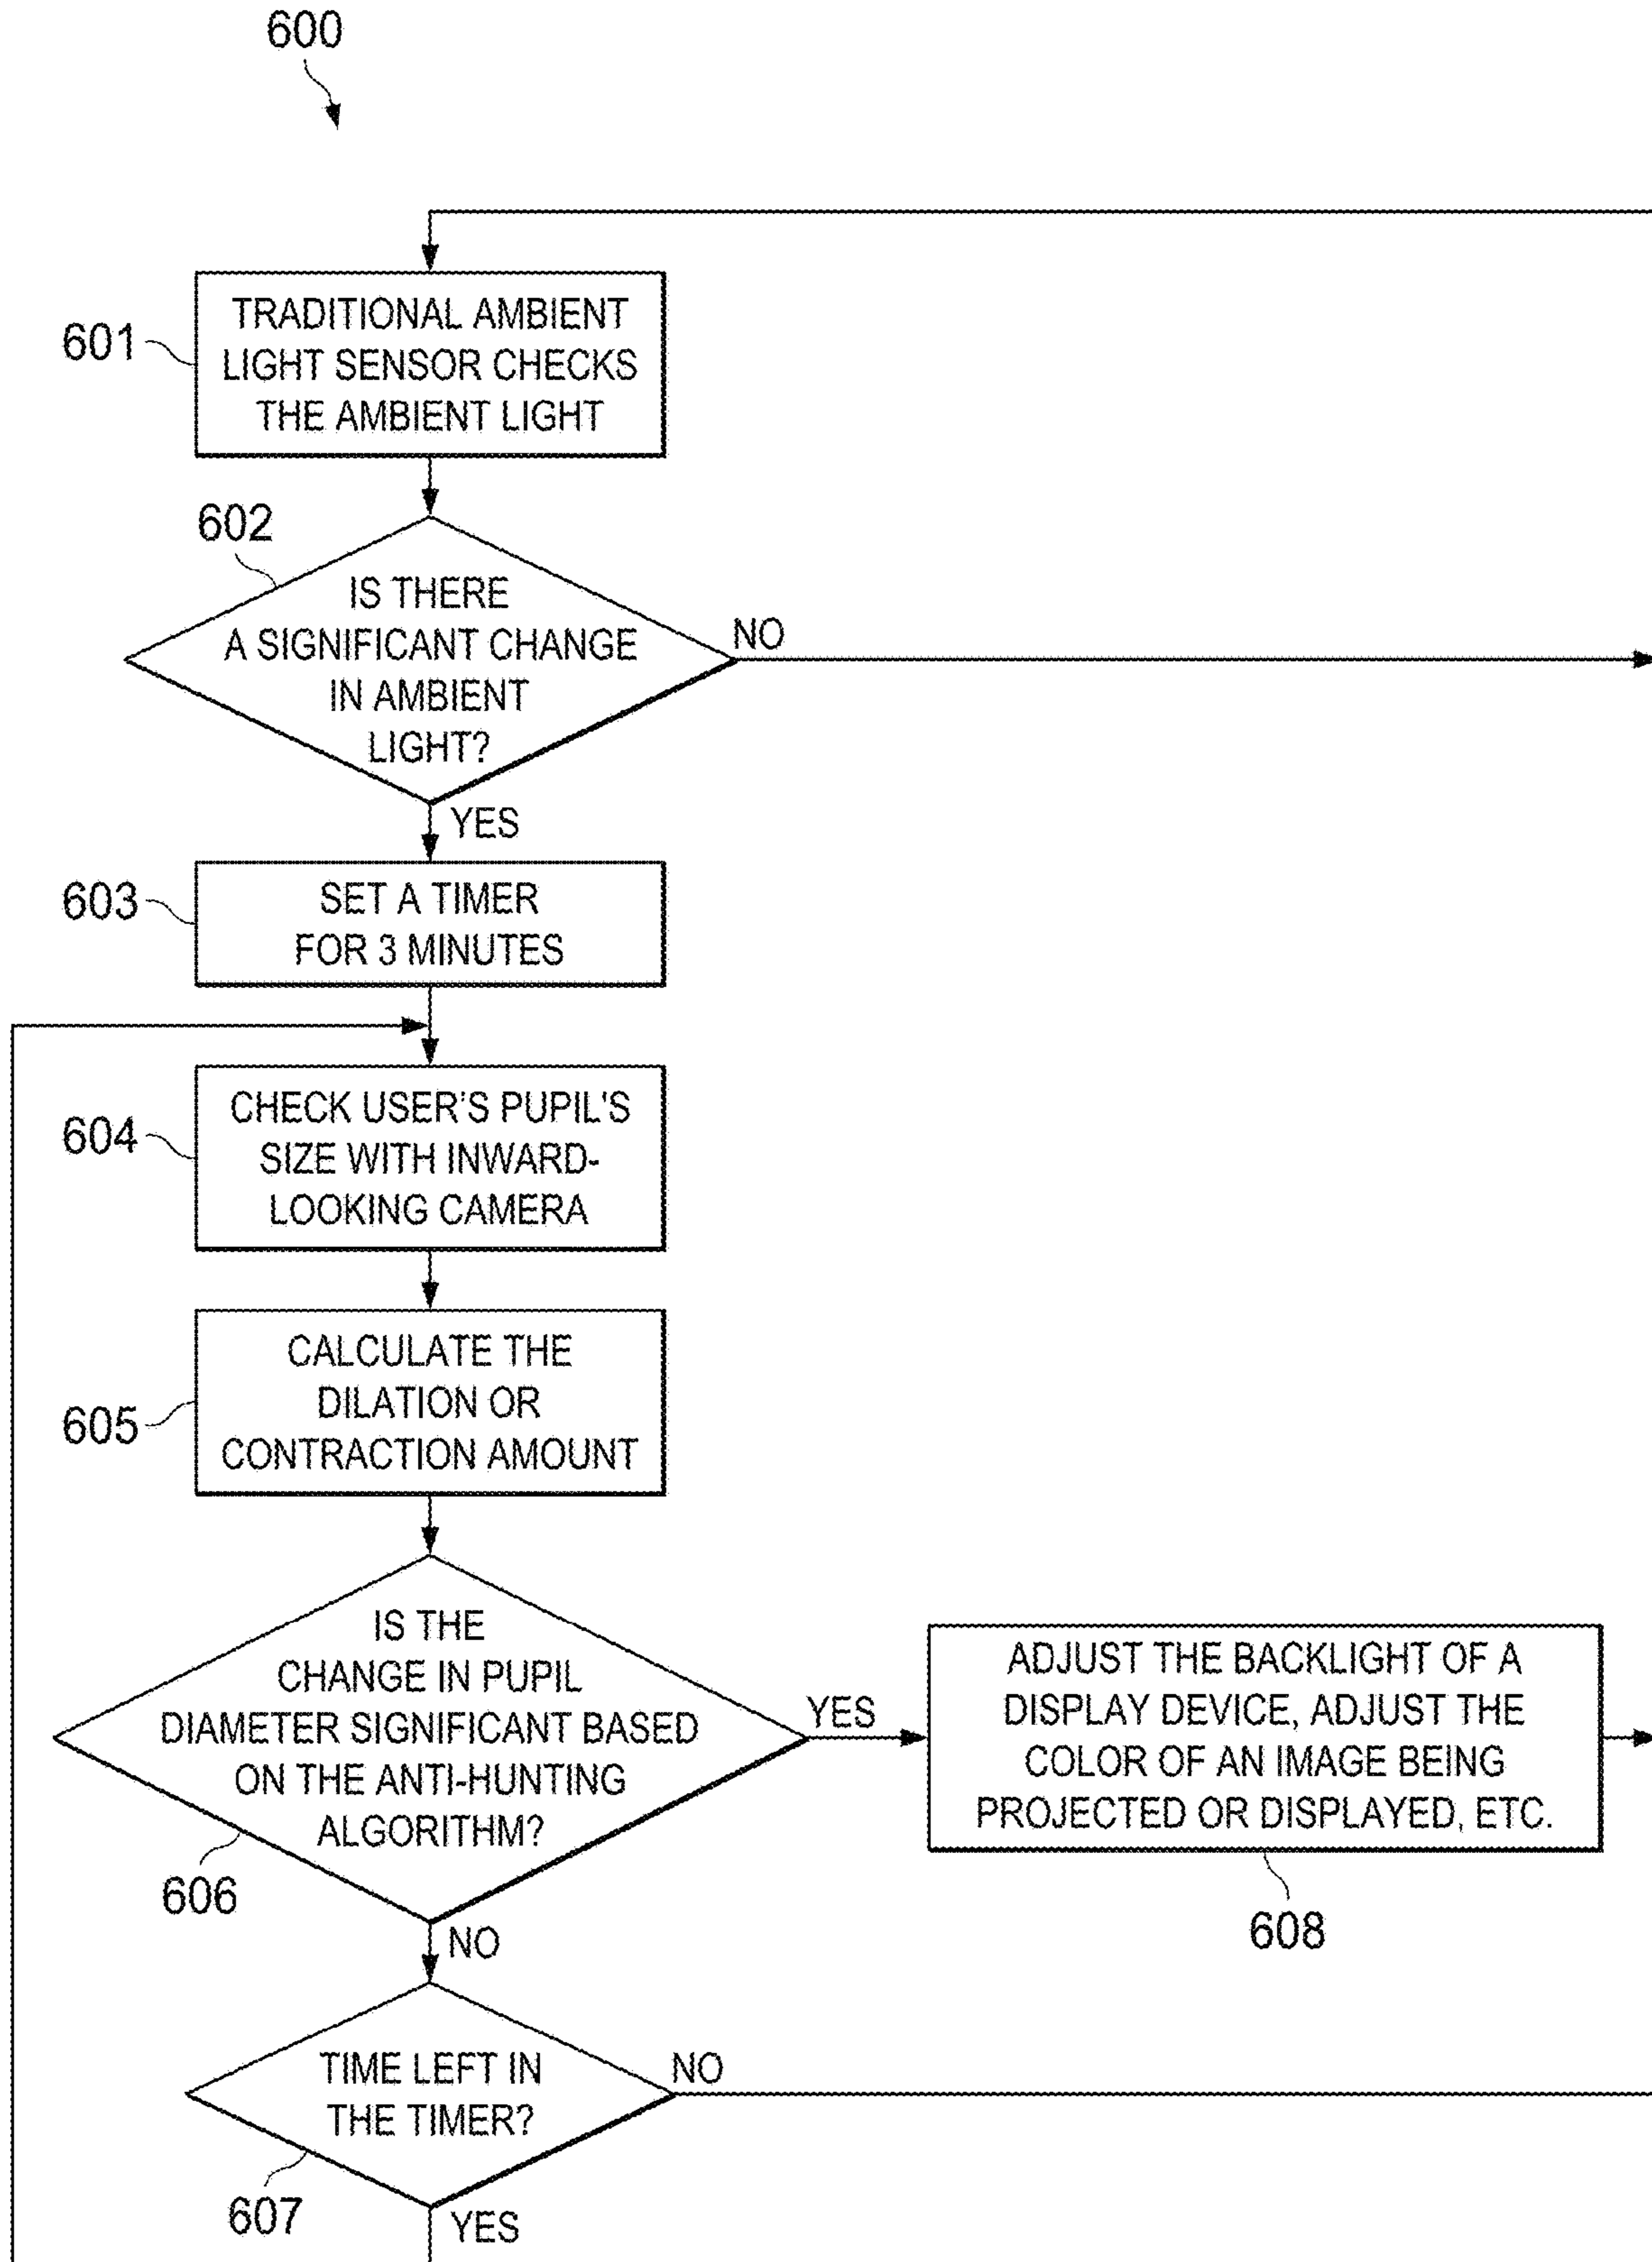 600
601
TRADITIONAL AMBIENT
LIGHT SENSOR CHECKS
THE AMBIENT LIGHT
602
IS THERE
A SIGNIFICANT CHANGE
IN AMBIENT
LIGHT?
NO
YES
603
SET A TIMER
FOR 3 MINUTES
604
CHECK USER'S PUPIL'S
SIZE WITH INWARD-
LOOKING CAMERA
605
CALCULATE THE
DILATION OR
CONTRACTION AMOUNT
IS THE
CHANGE IN PUPIL
DIAMETER SIGNIFICANT BASED
ON THE ANTI-HUNTING
ALGORITHM?
606
YES
ADJUST THE BACKLIGHT OF A
DISPLAY DEVICE, ADJUST THE
COLOR OF AN IMAGE BEING
PROJECTED OR DISPLAYED, ETC.
608
NO
TIME LEFT IN
THE TIMER?
607
NO
YES